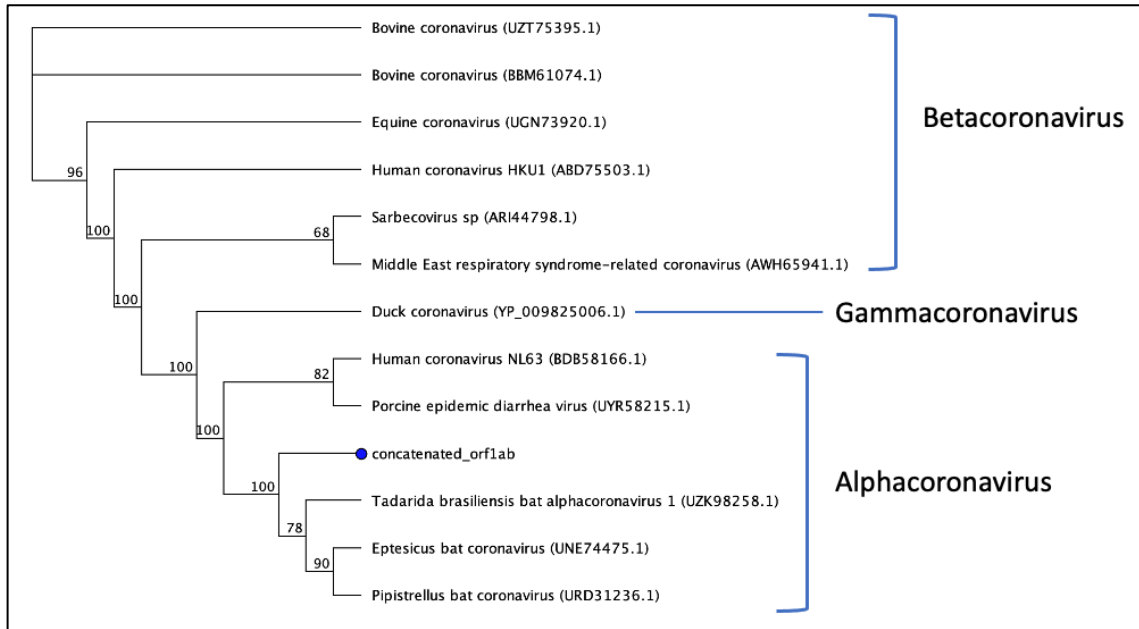 Bovine coronavirus (UZT75395.1)
Bovine coronavirus (BBM61074.1)
Betacoronavirus
Equine coronavirus (UGN73920.1)
96
Human coronavirus HKU1 (ABD75503.1)
100
Sarbecovirus sp (ARI44798.1)
68
Middle East respiratory syndrome-related coronavirus (AWH65941.1)
100
Duck coronavirus (YP_009825006.1)
Gammacoronavirus
100
Human coronavirus NL63 (BDB58166.1)
82
Porcine epidemic diarrhea virus (UYR58215.1)
100
concatenated_orf1ab
Alphacoronavirus
100
Tadarida brasiliensis bat alphacoronavirus 1 (UZK98258.1)
78
Eptesicus bat coronavirus (UNE74475.1)
90
Pipistrellus bat coronavirus (URD31236.1)